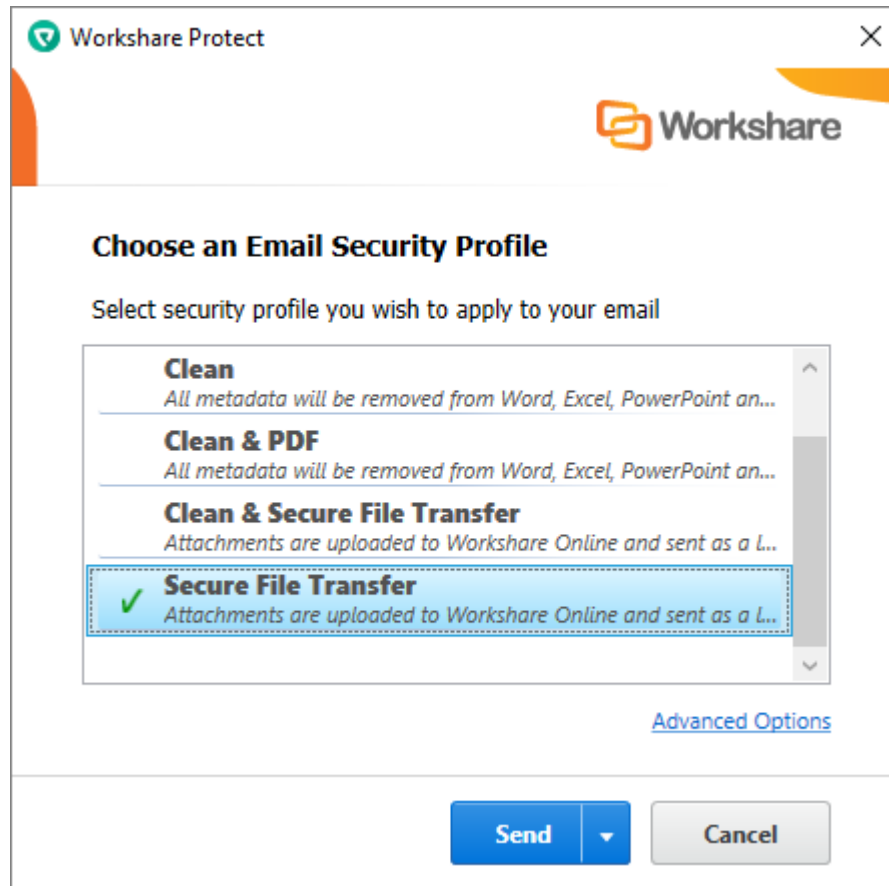 Workshare Protect
Workshare
Choose an Email Security Profile
Select security profile you wish to apply to your email
Clean
All metadata will be removed from Word, Excel, PowerPoint an...
Clean & PDF
All metadata will be removed from Word, Excel, PowerPoint an...
Clean & Secure File Transfer
Attachments are uploaded to Workshare Online and sent as a l...
Secure File Transfer
Attachments are uploaded to Workshare Online and sent as a l...
Advanced Options
Send
Cancel